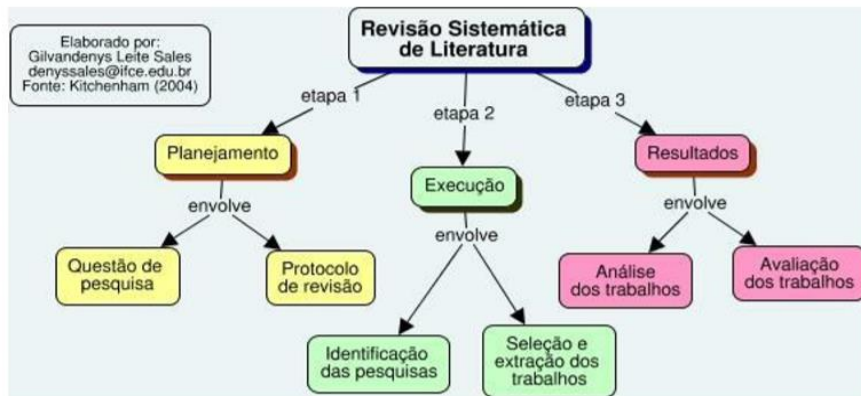 Revisão Sistemática
de Literatura
Elaborado por:
Gilvandenys Leite Sales
denyssales@ifce.edu.br
Fonte: Kitchenham (2004)
etapa 1
etapa 2
etapa 3
Planejamento
Execução
Resultados
envolve
envolve
envolve
Questão de
pesquisa
Protocolo
de revisão
Identificação
das pesquisas
Seleção e
extração dos
trabalhos
Análise
dos trabalhos
Avaliação
dos trabalhos